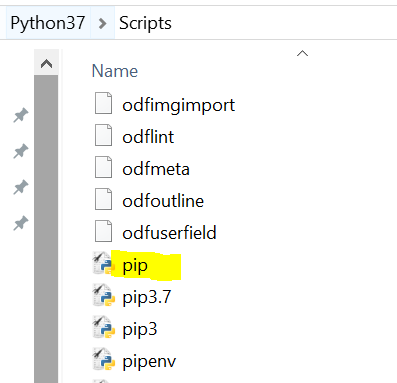 Python37 > Scripts
Name
odfimgimport
odflint
odfmeta
odfoutline
odfuserfield
pip
pip3.7
pip3
pipenv